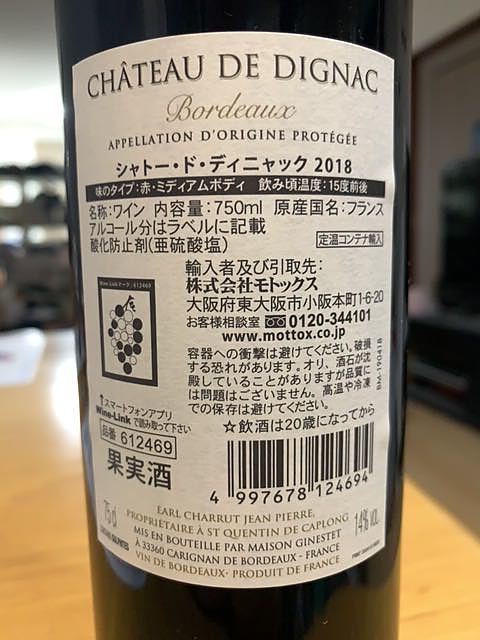 CHÂTEAU DE DIGNAC
Bordeaux
APPELLATION D'ORIGINE PROTÉGÉE
シャトー・ド・ディニャック 2018
味のタイプ:赤・ミディアムボディ 飲み頃温度:15度前後
名称:ワイン 内容量:750ml 原産国名:フランス
アルコール分はラベルに記載
酸化防止剤(亜硫酸塩)
定温コンテナ輸入
輸入者及び引取先:
株式会社モトックス
大阪府東大阪市小阪本町1-6-20
お客様相談室 0120-344101
www.mottox.co.jp
Wine-Linkマーク 612469
容器への衝撃は避けてください。破損
する恐れがあります。オリ、酒石が沈
殿していることがありますが品質に
は問題はございません。高温や冷凍
での保存は避けてください。
BM-190418
↑スマートフォンアプリ
Wine-Linkで読み取って下さい
品番 612469
果実酒
☆飲酒は20歳になってから
4 997678 124694
75cl
14% VOL.
EARL CHARRUT JEAN PIERRE,
PROPRIÉTAIRE À ST QUENTIN DE CAPLONG
MIS EN BOUTEILLE PAR MAISON GINESTET
À 33360 CARIGNAN DE BORDEAUX - FRANCE
VIN DE BORDEAUX - PRODUIT DE FRANCE